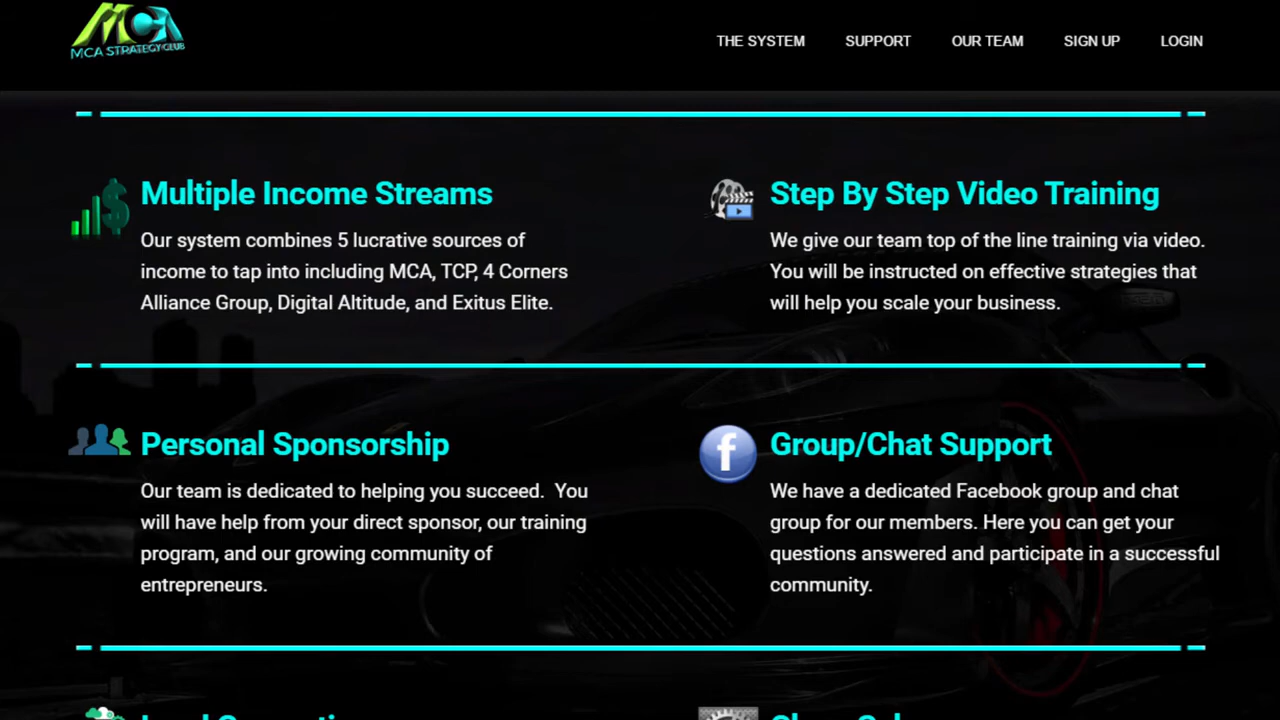 MCA
MCA STRATEGY CLUB
THE SYSTEM
SUPPORT
OUR TEAM
SIGN UP
LOGIN
Multiple Income Streams
Our system combines 5 lucrative sources of
income to tap into including MCA, TCP, 4 Corners
Alliance Group, Digital Altitude, and Exitus Elite.
Step By Step Video Training
We give our team top of the line training via video.
You will be instructed on effective strategies that
will help you scale your business.
Personal Sponsorship
Our team is dedicated to helping you succeed.  You
will have help from your direct sponsor, our training
program, and our growing community of
entrepreneurs.
Group/Chat Support
We have a dedicated Facebook group and chat
group for our members. Here you can get your
questions answered and participate in a successful
community.